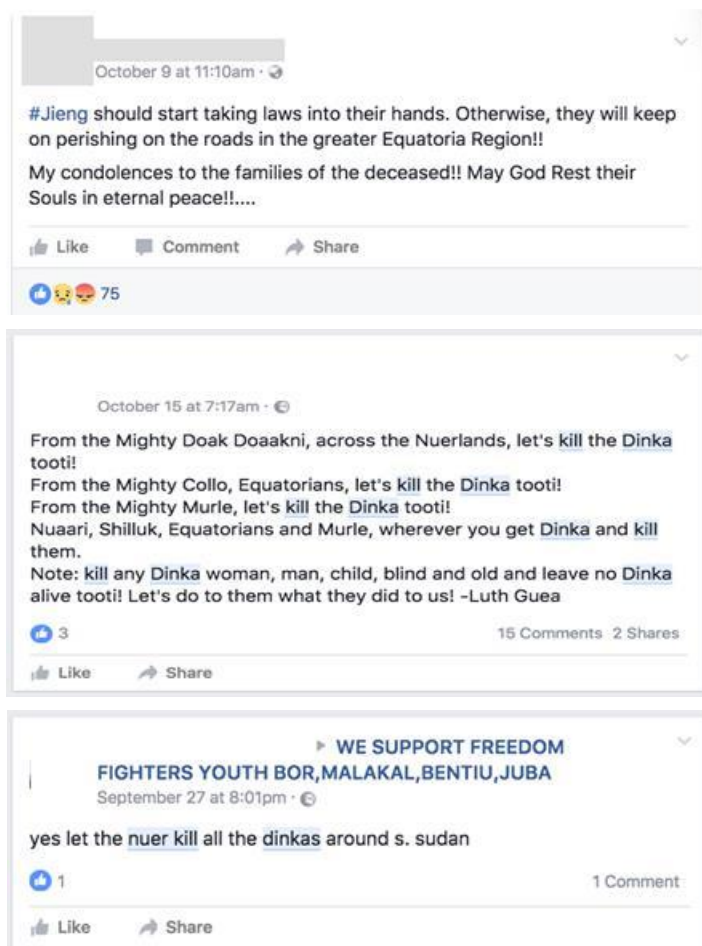 October 9 at 11:10am ·
#Jieng should start taking laws into their hands. Otherwise, they will keep
on perishing on the roads in the greater Equatoria Region!!
My condolences to the families of the deceased!! May God Rest their
Souls in eternal peace!!....
Like Comment Share
75
October 15 at 7:17am ·
From the Mighty Doak Doaakni, across the Nuerlands, let's kill the Dinka
tooti!
From the Mighty Collo, Equatorians, let's kill the Dinka tooti!
From the Mighty Murle, let's kill the Dinka tooti!
Nuaari, Shilluk, Equatorians and Murle, wherever you get Dinka and kill
them.
Note: kill any Dinka woman, man, child, blind and old and leave no Dinka
alive tooti! Let's do to them what they did to us! -Luth Guea
3 15 Comments 2 Shares
Like Share
WE SUPPORT FREEDOM
FIGHTERS YOUTH BOR,MALAKAL,BENTIU,JUBA
September 27 at 8:01pm ·
yes let the nuer kill all the dinkas around s. sudan
1 1 Comment
Like Share